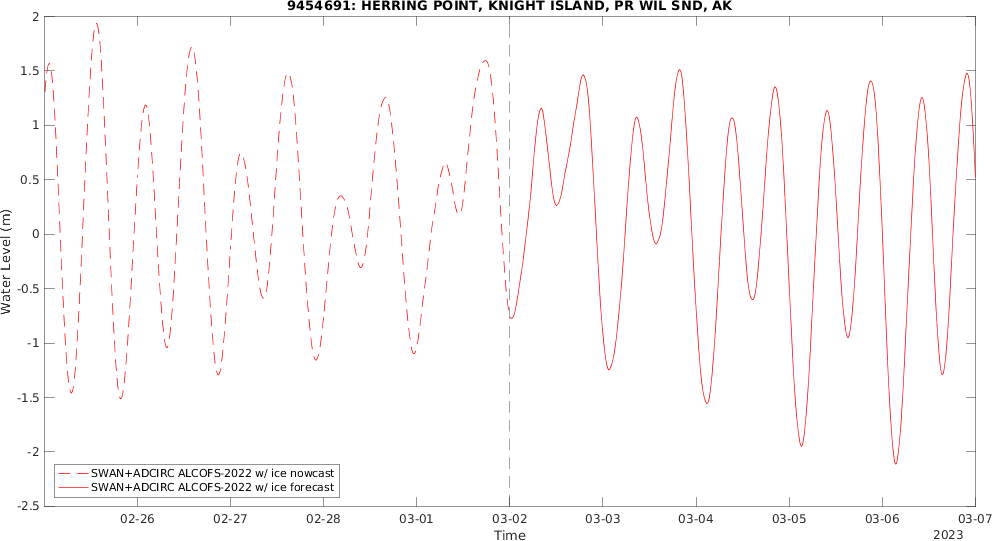 9454691: HERRING POINT, KNIGHT ISLAND, PR WIL SND, AK
2
1.5
1
0.5
0
-0.5
-1
-1.5
-2
-2.5
Water Level (m)
SWAN+ADCIRC ALCOFS-2022 w/ ice nowcast
SWAN+ADCIRC ALCOFS-2022 w/ ice forecast
02-26 02-27 02-28 03-01 03-02 03-03 03-04 03-05 03-06 03-07
Time
2023